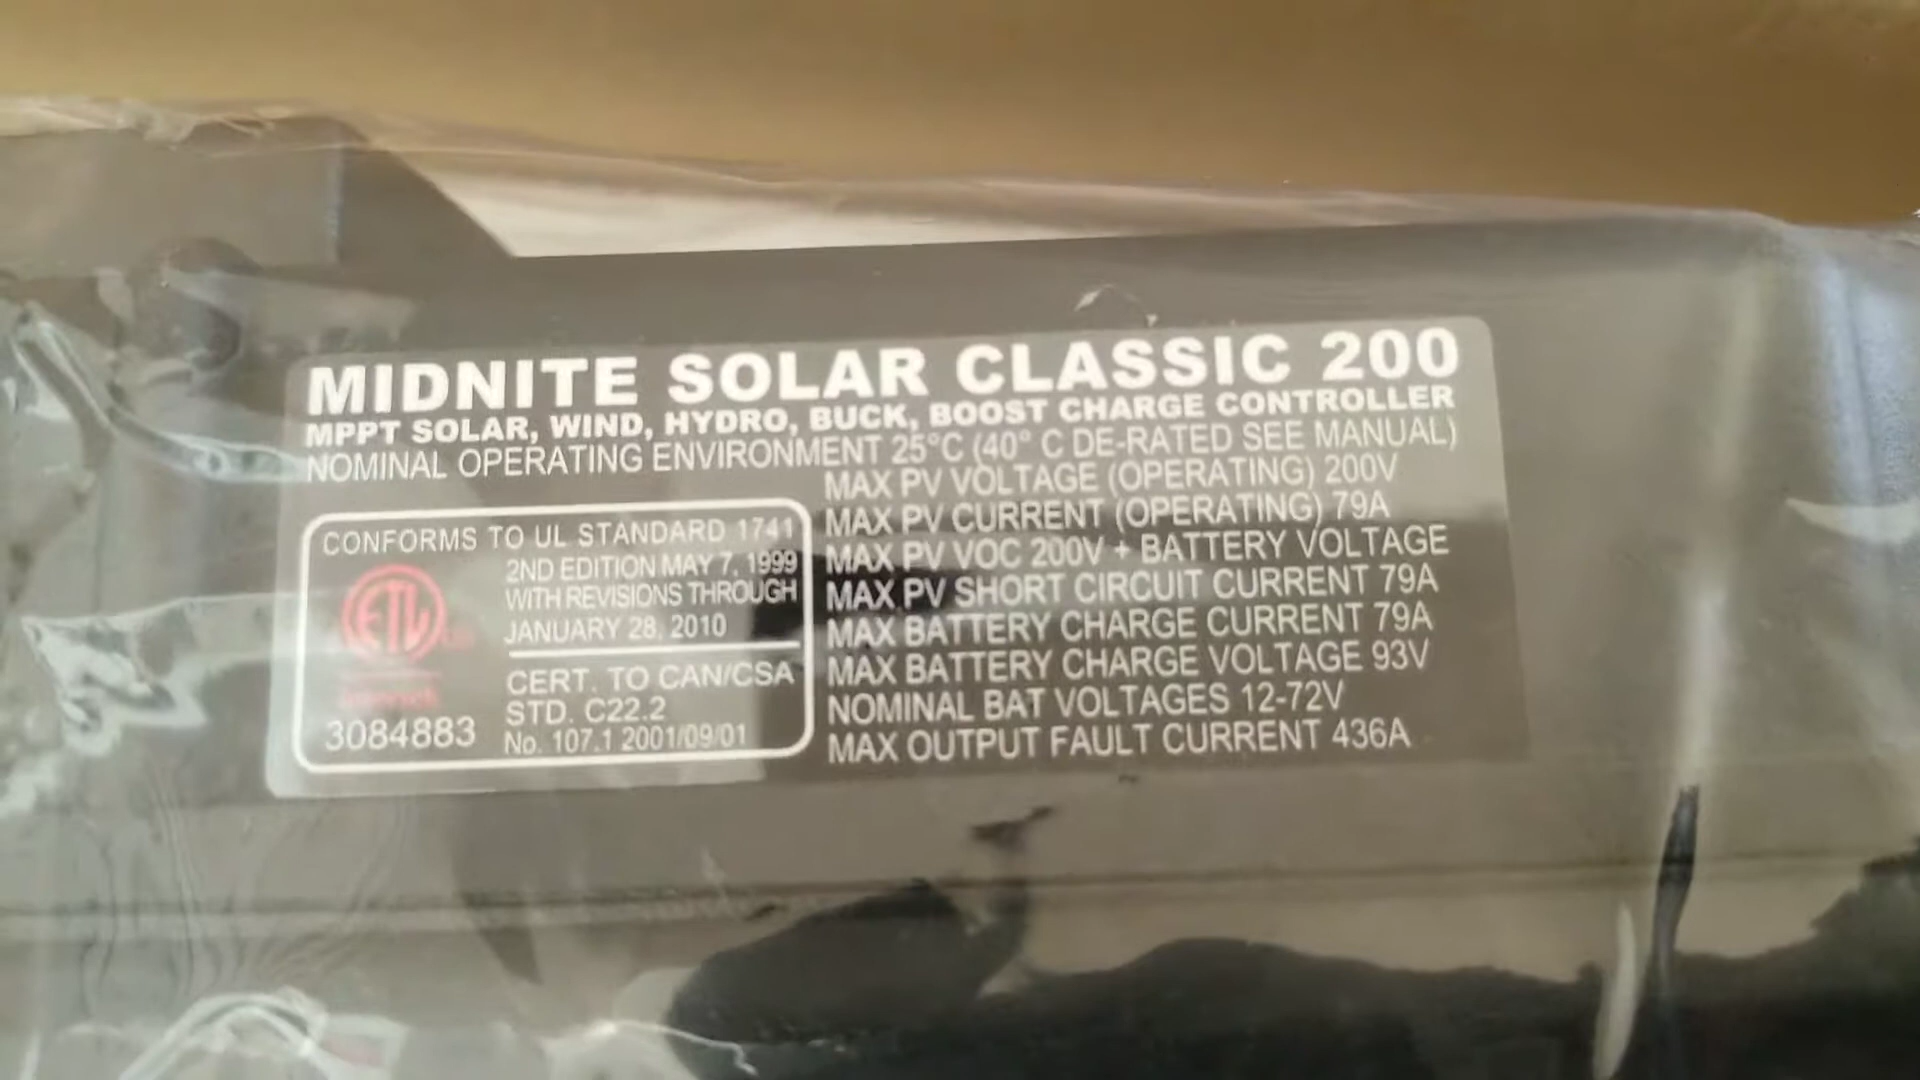 MIDNITE SOLAR CLASSIC 200
MPPT SOLAR, WIND, HYDRO, BUCK, BOOST CHARGE CONTROLLER
NOMINAL OPERATING ENVIRONMENT 25°C (40° C DE-RATED SEE MANUAL)
CONFORMS TO UL STANDARD 1741
2ND EDITION MAY 7, 1999
WITH REVISIONS THROUGH
JANUARY 28, 2010
ETL
CERT. TO CAN/CSA
STD. C22.2
No. 107.1 2001/09/01
3084883
MAX PV VOLTAGE (OPERATING) 200V
MAX PV CURRENT (OPERATING) 79A
MAX PV VOC 200V + BATTERY VOLTAGE
MAX PV SHORT CIRCUIT CURRENT 79A
MAX BATTERY CHARGE CURRENT 79A
MAX BATTERY CHARGE VOLTAGE 93V
NOMINAL BAT VOLTAGES 12-72V
MAX OUTPUT FAULT CURRENT 436A